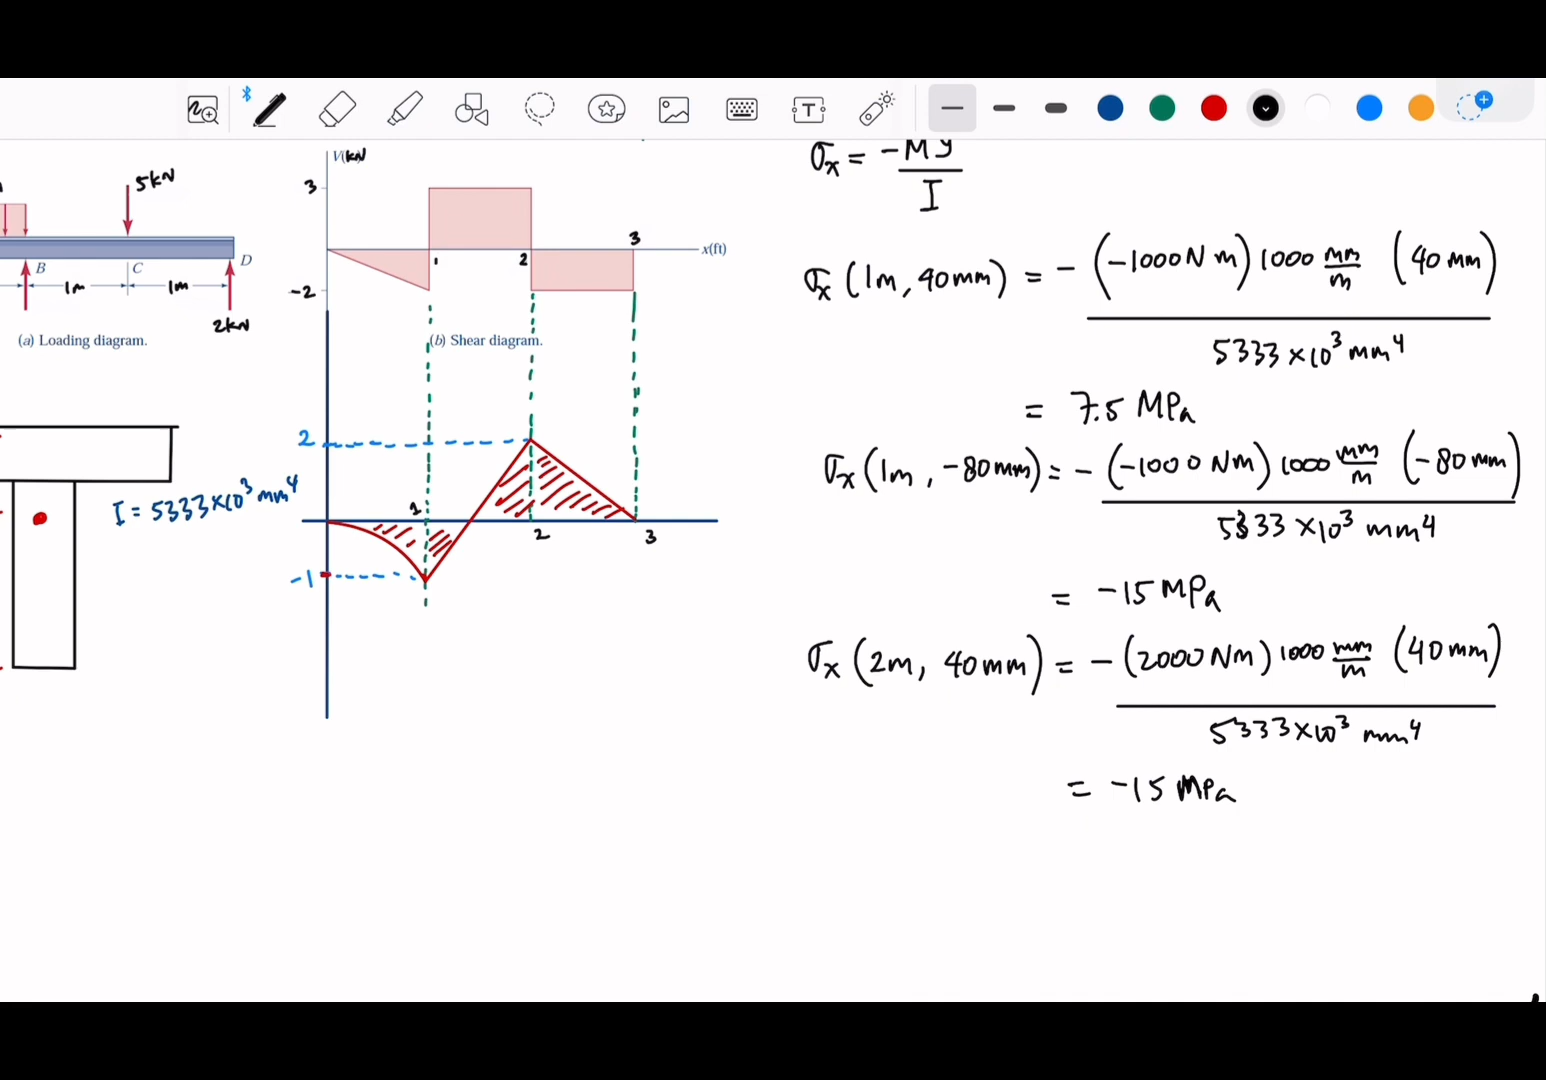 5kN
B
C
D
1m
1m
2kN
(a) Loading diagram.
V(kN)
3
3
1
2
x(ft)
-2
(b) Shear diagram.
2
1
2
3
-1
I = 5333×10³ mm⁴
σx = -My / I
σx (1m, 40mm) = - (-1000 N m) 1000 mm/m (40 mm)
5333 ×10³ mm⁴
= 7.5 MPa
σx (1m, -80mm) = - (-1000 Nm) 1000 mm/m (-80 mm)
5333 ×10³ mm⁴
= -15 MPa
σx (2m, 40mm) = - (2000 Nm) 1000 mm/m (40 mm)
5333×10³ mm⁴
= -15 MPa
T